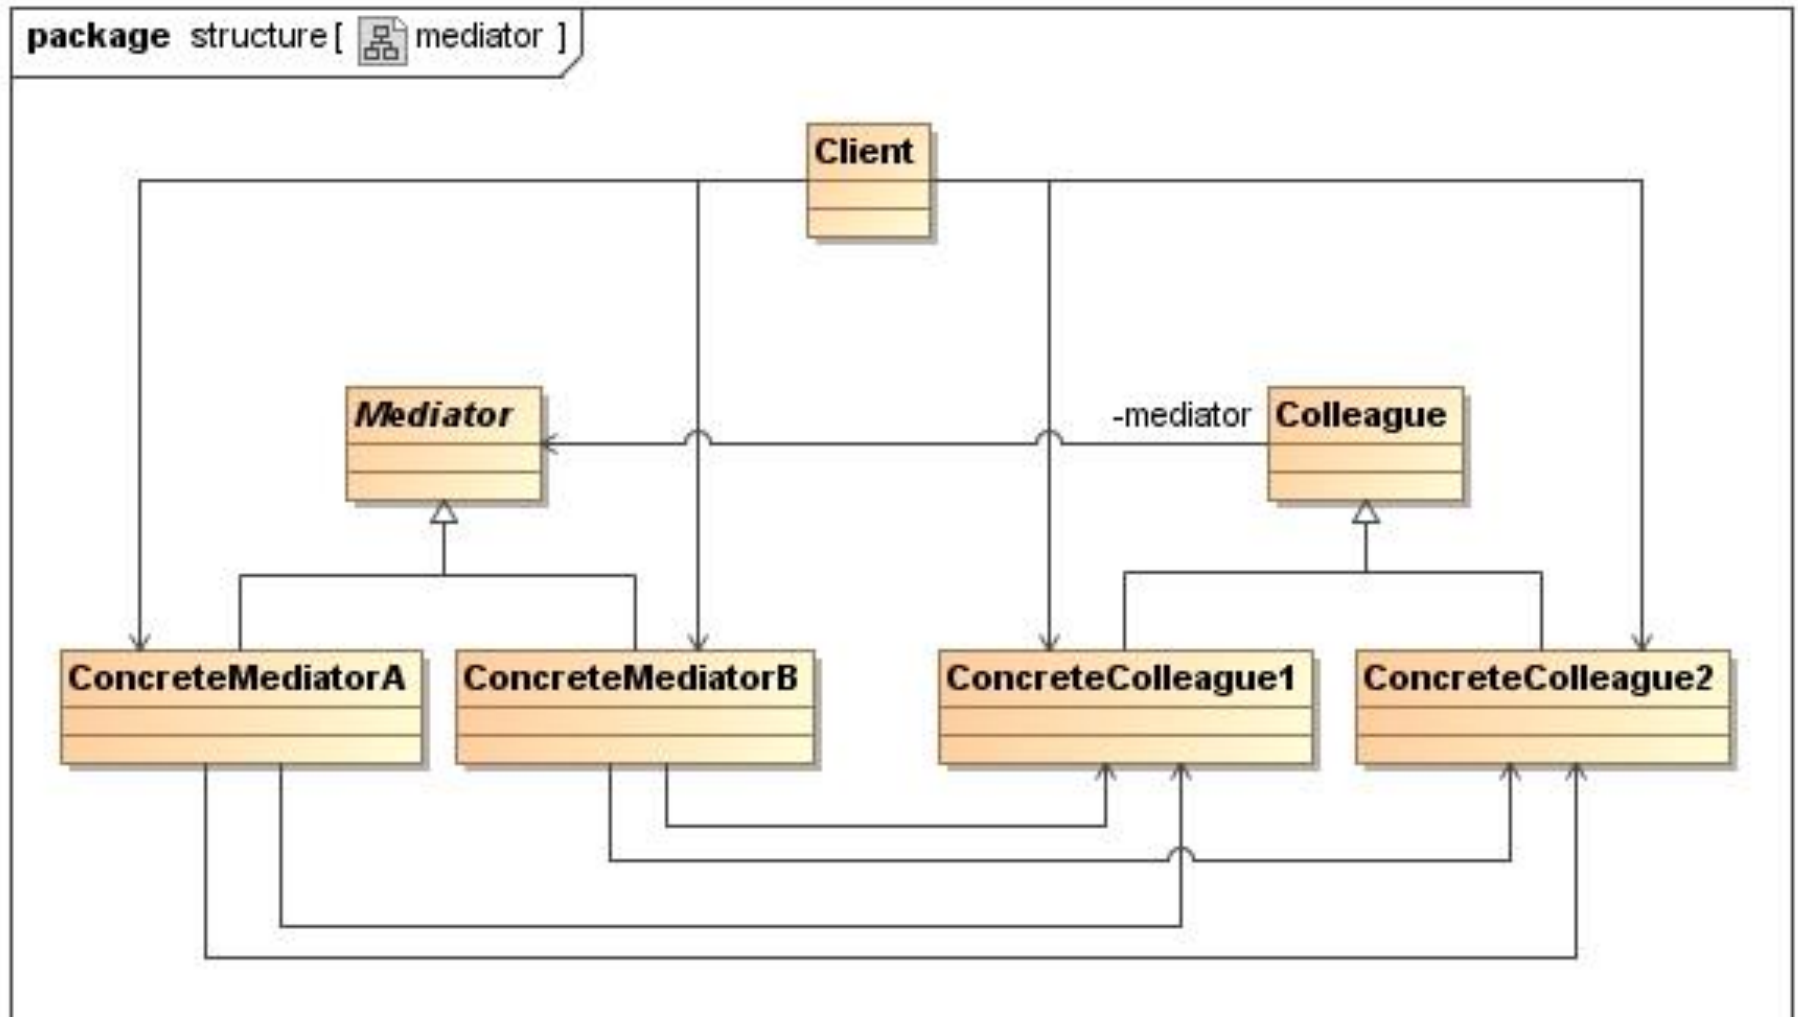 package structure [ mediator ]
Client
Mediator
-mediator
Colleague
ConcreteMediatorA
ConcreteMediatorB
ConcreteColleague1
ConcreteColleague2